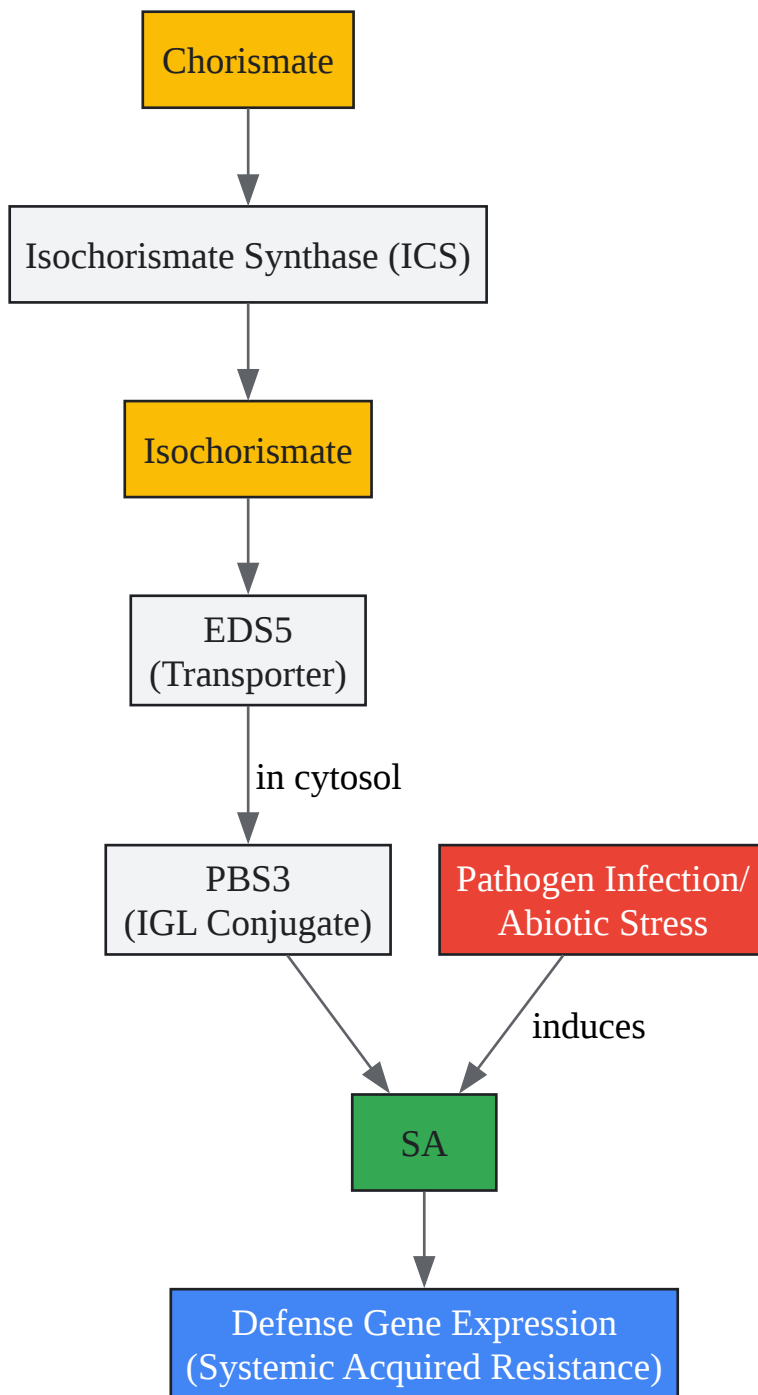 Chorismate
Isochorismate Synthase (ICS)
Isochorismate
EDS5
(Transporter)
in cytosol
PBS3
(IGL Conjugate)
Pathogen Infection/
Abiotic Stress
induces
SA
Defense Gene Expression
(Systemic Acquired Resistance)